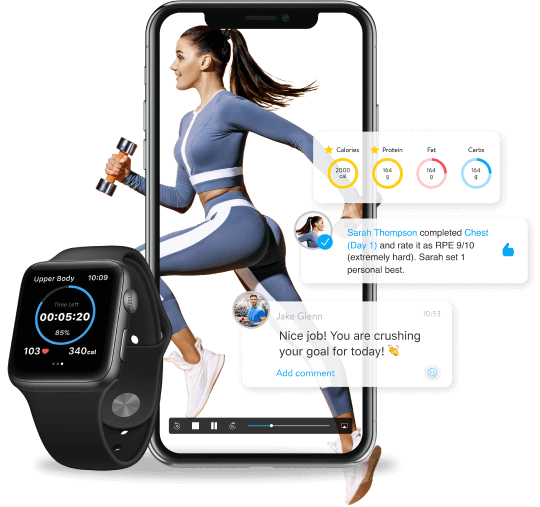 Calories Protein Fat Carbs
2000 164 164 164
cal g g g
Sarah Thompson completed Chest
(Day 1) and rate it as RPE 9/10
(extremely hard). Sarah set 1
personal best.
Upper Body 10:09
Time Left
00:05:20
85%
103 340cal
Jake Glenn 10:53
Nice job! You are crushing
your goal for today! 👏
Add comment